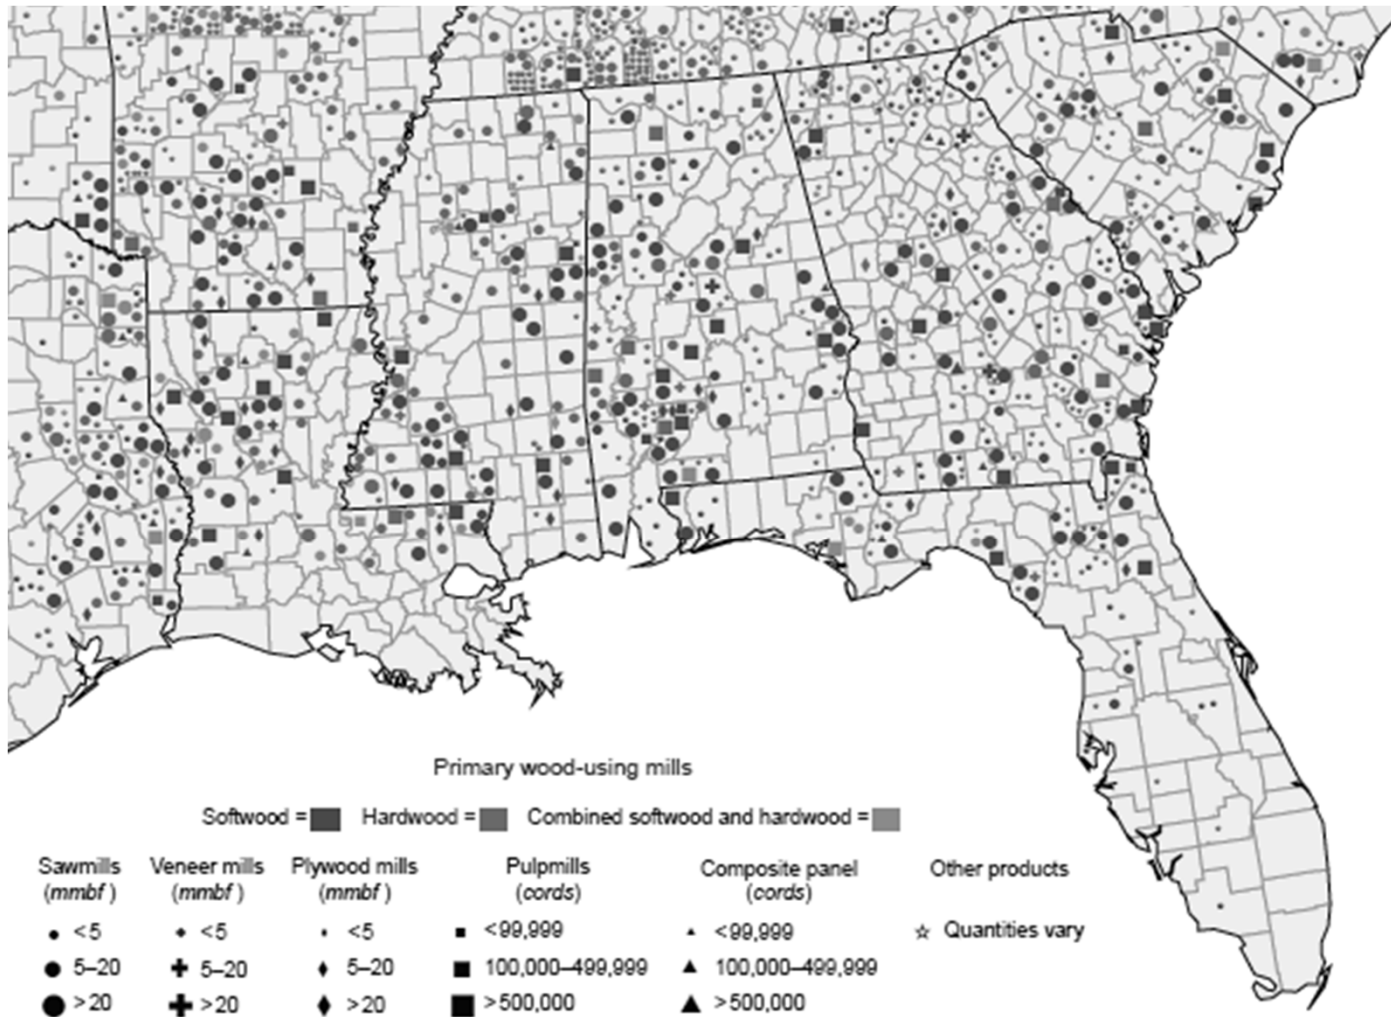 Primary wood-using mills
Softwood = Hardwood = Combined softwood and hardwood =
Sawmills Veneer mills Plywood mills Pulpmills Composite panel Other products
(mmbf) (mmbf) (mmbf) (cords) (cords)
<5 <5 <5 <99,999 <99,999 Quantities vary
5–20 5–20 5–20 100,000–499,999 100,000–499,999
>20 >20 >20 >500,000 >500,000